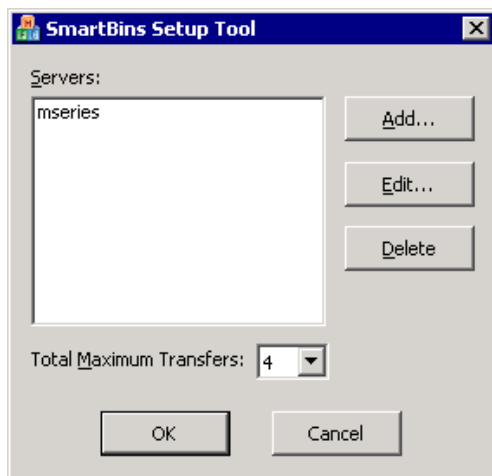 SmartBins Setup Tool
Servers:
mseries
Add...
Edit...
Delete
Total Maximum Transfers: 4
OK Cancel